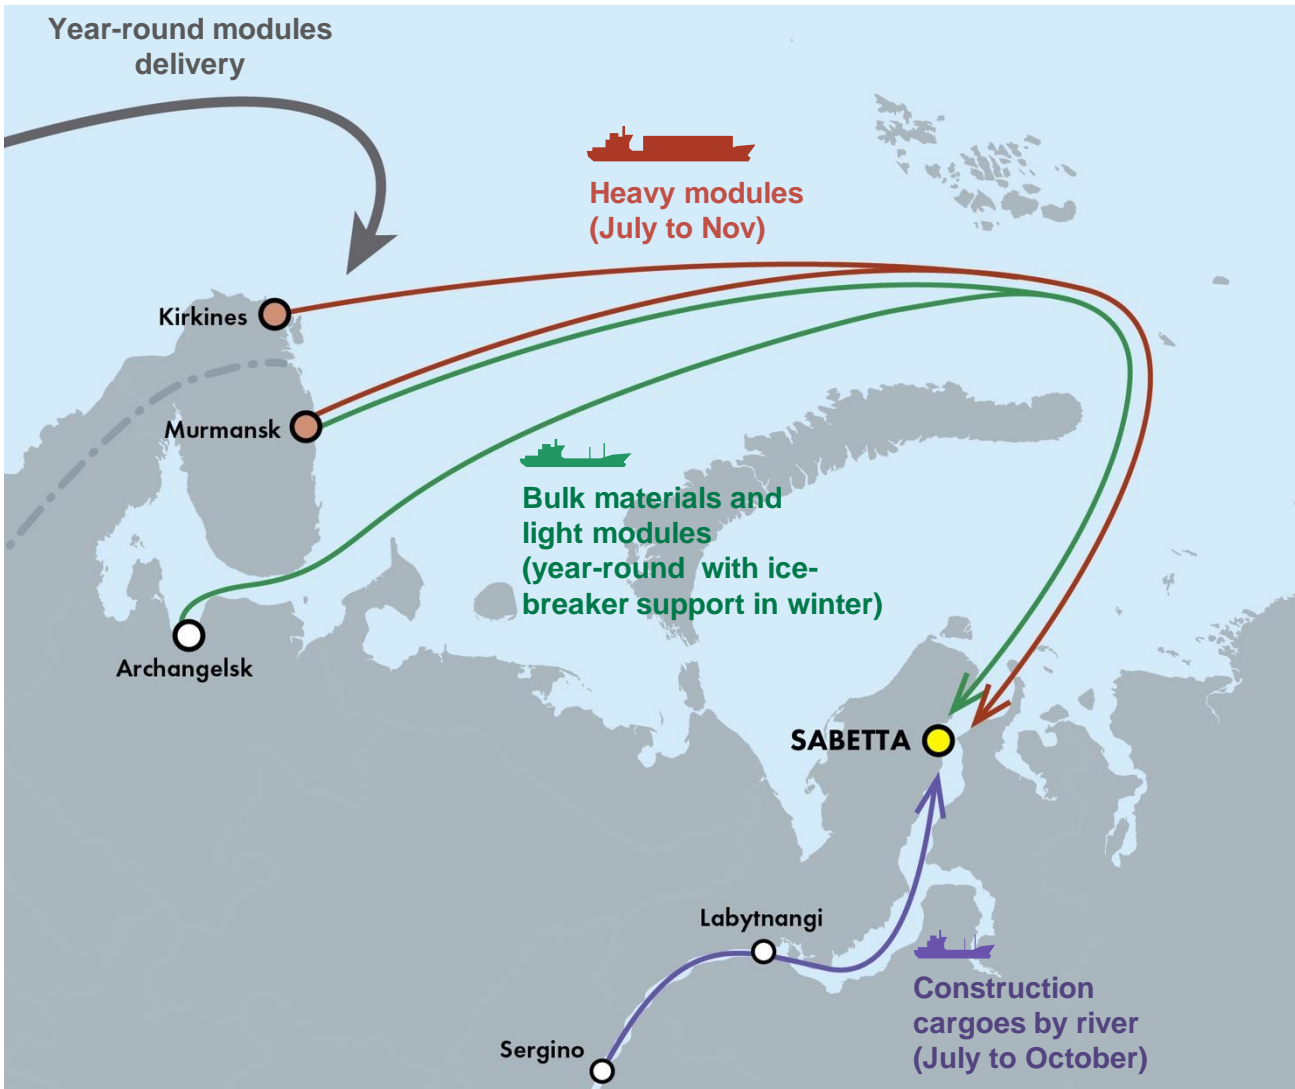 Year-round modules
delivery
Heavy modules
(July to Nov)
Kirkines
Murmansk
Bulk materials and
light modules
(year-round with ice-
breaker support in winter)
Archangelsk
SABETTA
Labytnangi
Construction
cargoes by river
(July to October)
Sergino